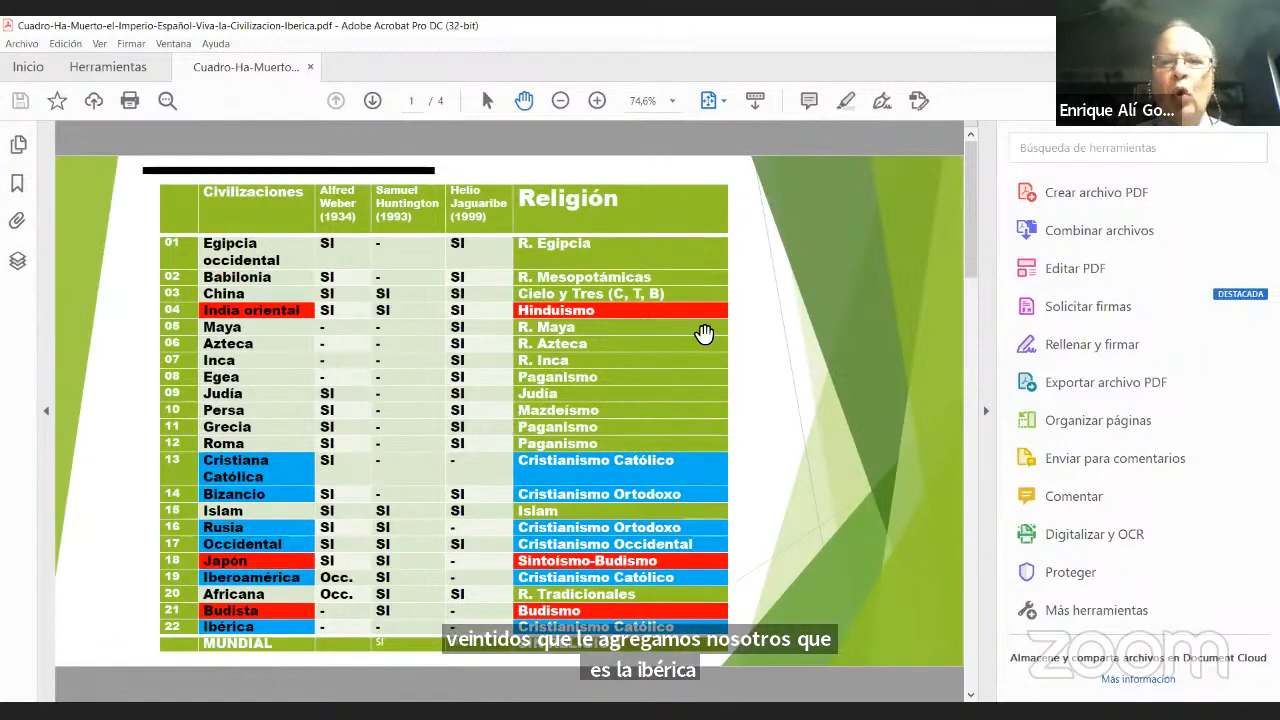 Cuadro-Ha-Muerto-el-Imperio-Español-Viva-la-Civilizacion-Iberica.pdf - Adobe Acrobat Pro DC (32-bit)
Archivo Edición Ver Firmar Ventana Ayuda
Inicio Herramientas Cuadro-Ha-Muerto... ×
1 / 4 74,6%
Enrique Alí Go...
Búsqueda de herramientas
Crear archivo PDF
Combinar archivos
Editar PDF
DESTACADA
Solicitar firmas
Rellenar y firmar
Exportar archivo PDF
Organizar páginas
Enviar para comentarios
Comentar
Digitalizar y OCR
Proteger
Más herramientas
Almacene y comparta archivos en Document Cloud
Más información
zoom
Civilizaciones Alfred Weber (1934) Samuel Huntington (1993) Helio Jaguaribe (1999) Religión
01 Egipcia occidental SI - SI R. Egipcia
02 Babilonia SI - SI R. Mesopotámicas
03 China SI SI SI Cielo y Tres (C, T, B)
04 India oriental SI SI SI Hinduismo
05 Maya - - SI R. Maya
06 Azteca - - SI R. Azteca
07 Inca - - SI R. Inca
08 Egea - - SI Paganismo
09 Judía SI - SI Judía
10 Persa SI - SI Mazdeísmo
11 Grecia SI - SI Paganismo
12 Roma SI - SI Paganismo
13 Cristiana Católica SI - - Cristianismo Católico
14 Bizancio SI - SI Cristianismo Ortodoxo
15 Islam SI SI SI Islam
16 Rusia SI SI - Cristianismo Ortodoxo
17 Occidental SI SI SI Cristianismo Occidental
18 Japón SI SI - Sintoísmo-Budismo
19 Iberoamérica Occ. SI - Cristianismo Católico
20 Africana Occ. SI SI R. Tradicionales
21 Budista - SI - Budismo
22 Ibérica - - - Cristianismo Católico
MUNDIAL SI
veintidos que le agregamos nosotros que
es la ibérica